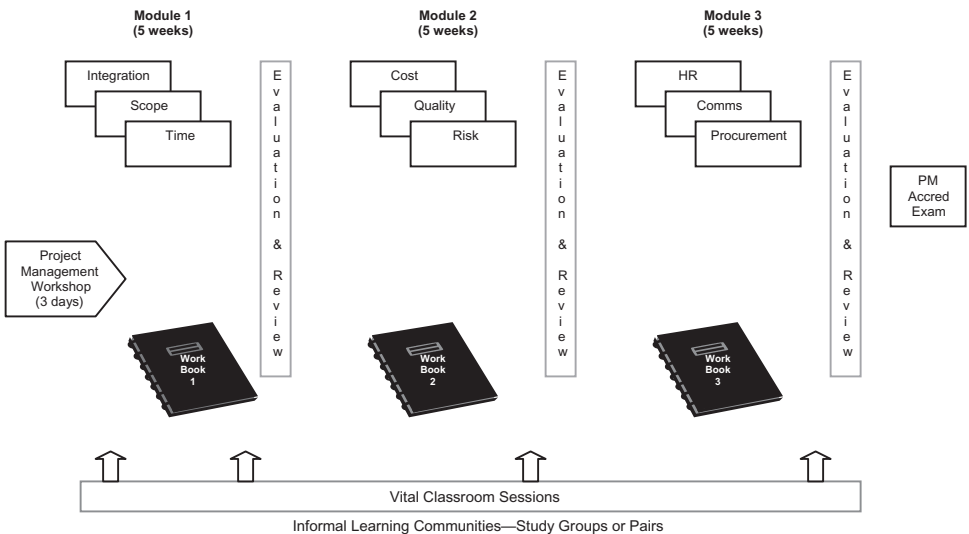 Module 1
(5 weeks)
Module 2
(5 weeks)
Module 3
(5 weeks)
Integration
Scope
Time
Evaluation & Review
Cost
Quality
Risk
Evaluation & Review
HR
Comms
Procurement
Evaluation & Review
PM
Accred
Exam
Project
Management
Workshop
(3 days)
Work
Book
1
Work
Book
2
Work
Book
3
Vital Classroom Sessions
Informal Learning Communities—Study Groups or Pairs